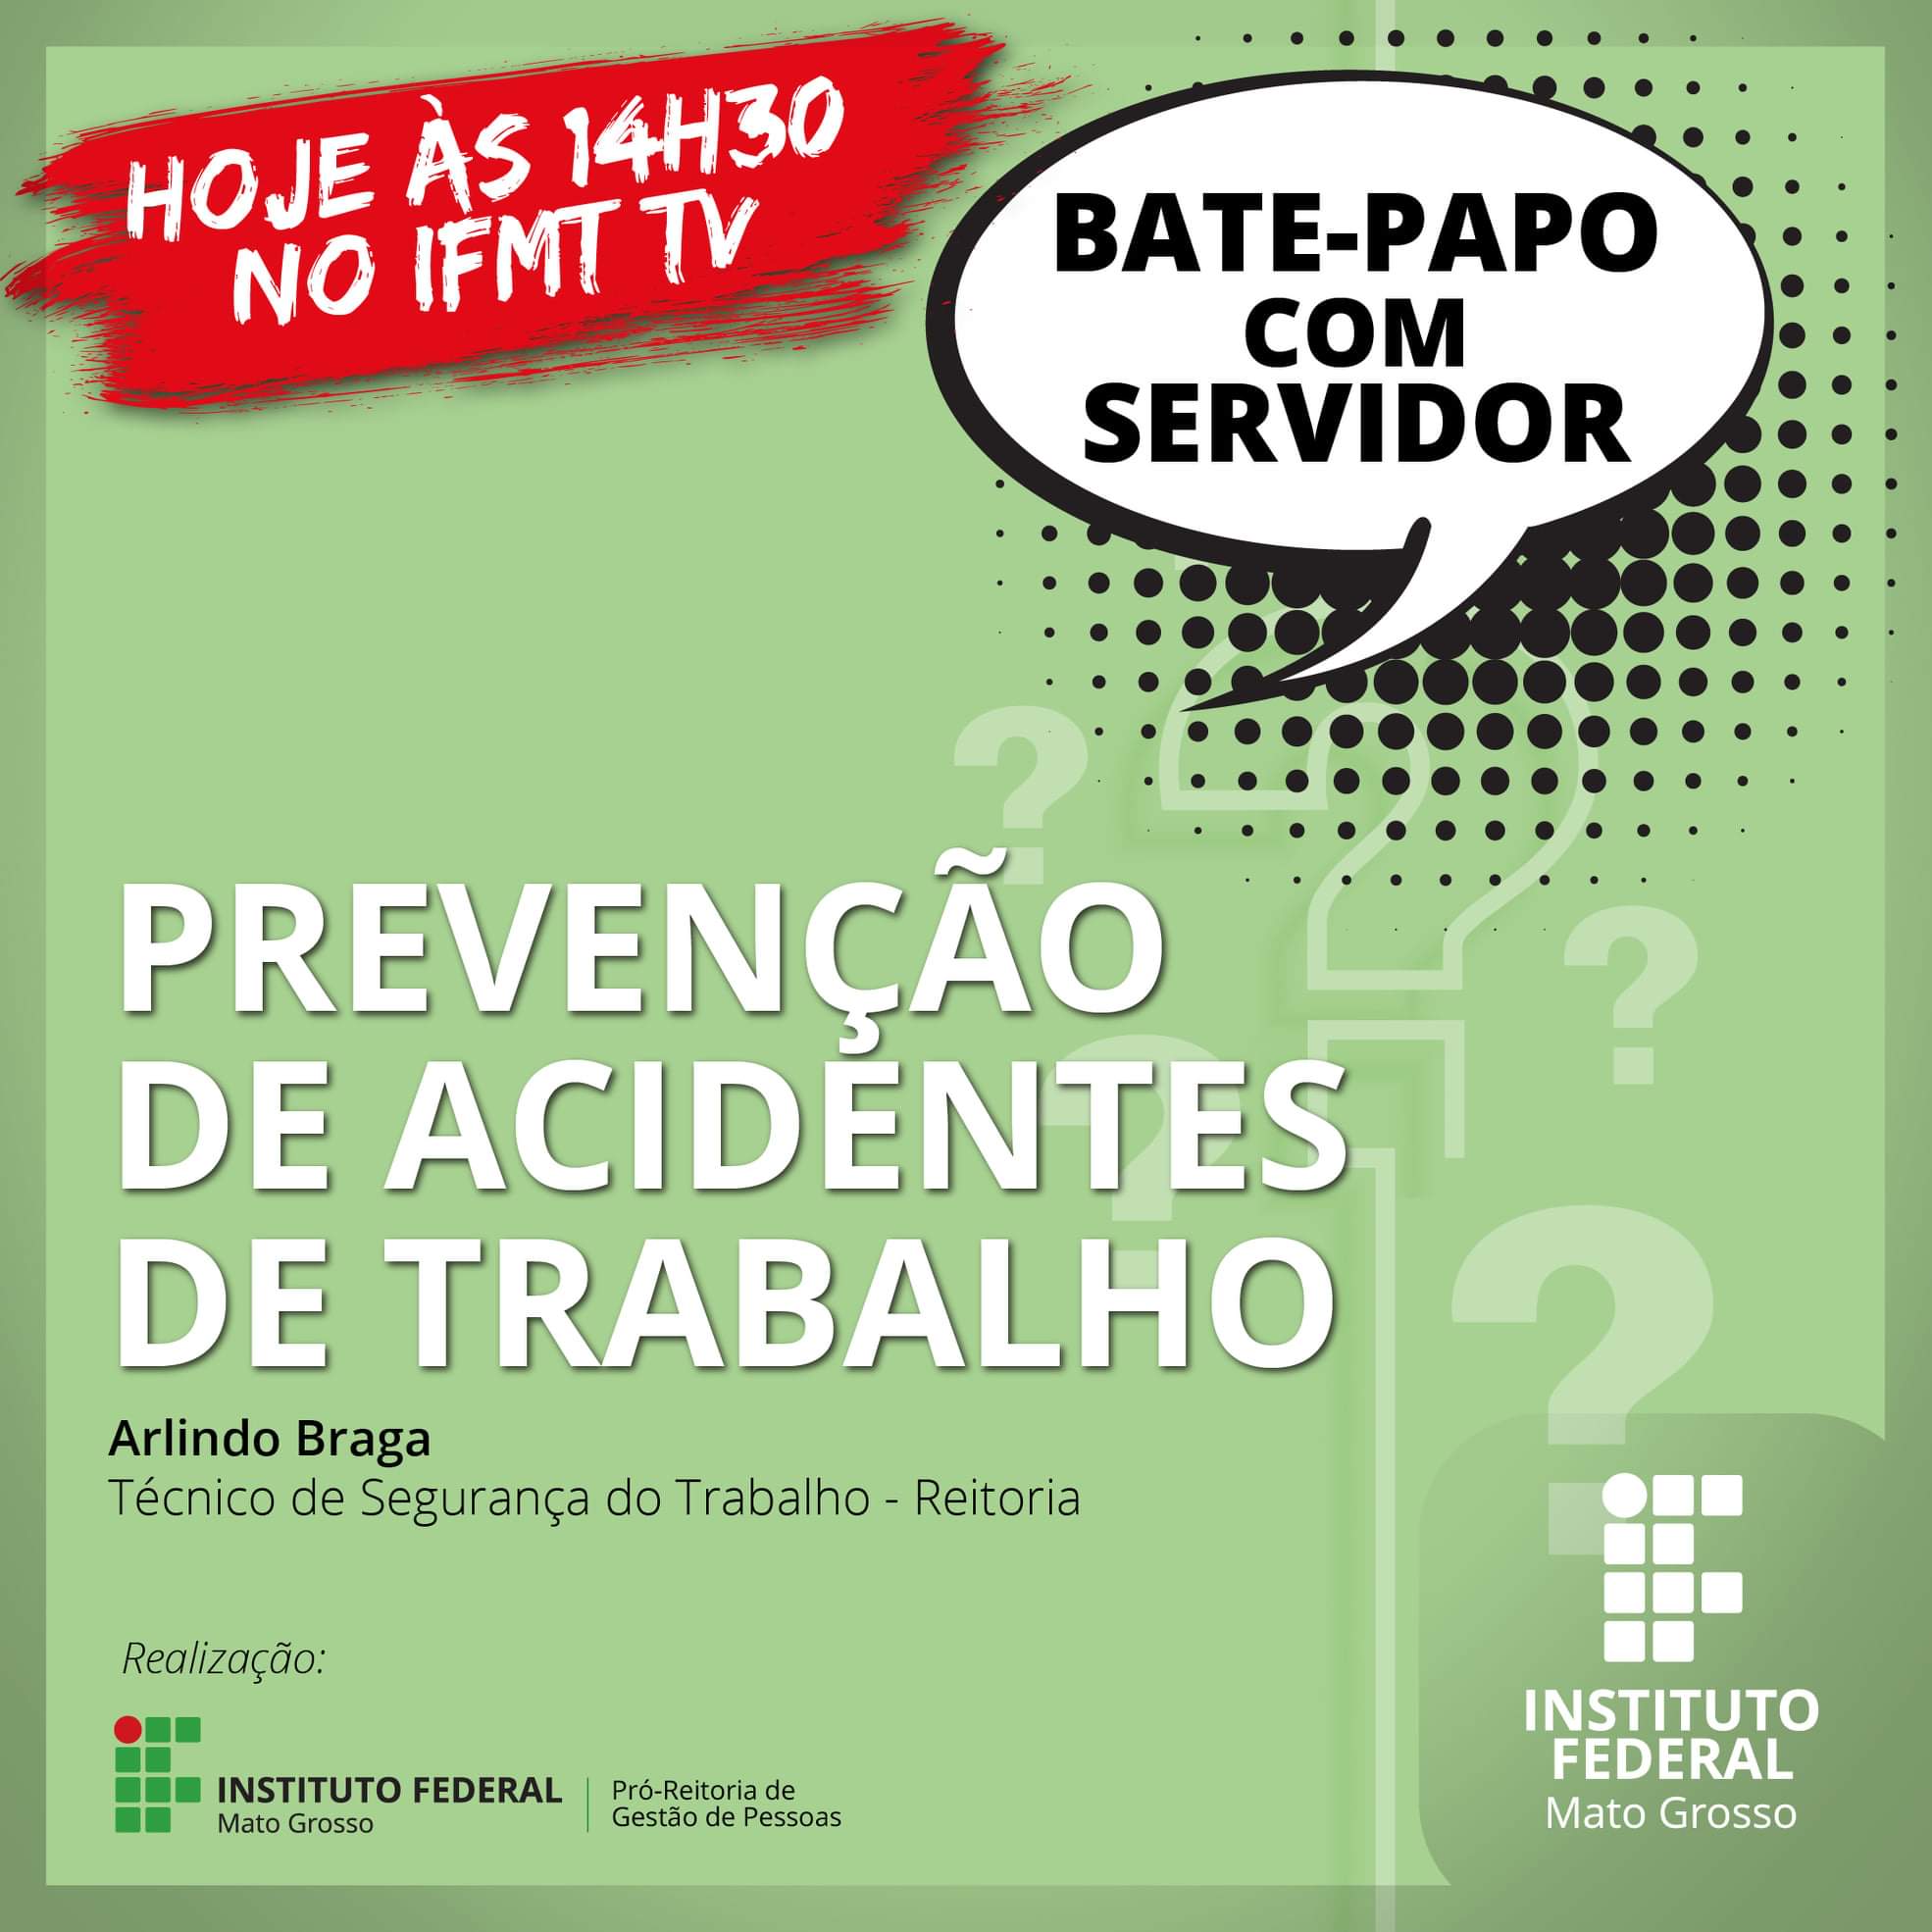 HOJE ÀS 14H30
NO IFMT TV
BATE-PAPO
COM
SERVIDOR
PREVENÇÃO
DE ACIDENTES
DE TRABALHO
Arlindo Braga
Técnico de Segurança do Trabalho - Reitoria
Realização:
INSTITUTO FEDERAL
Mato Grosso
Pró-Reitoria de
Gestão de Pessoas
INSTITUTO
FEDERAL
Mato Grosso